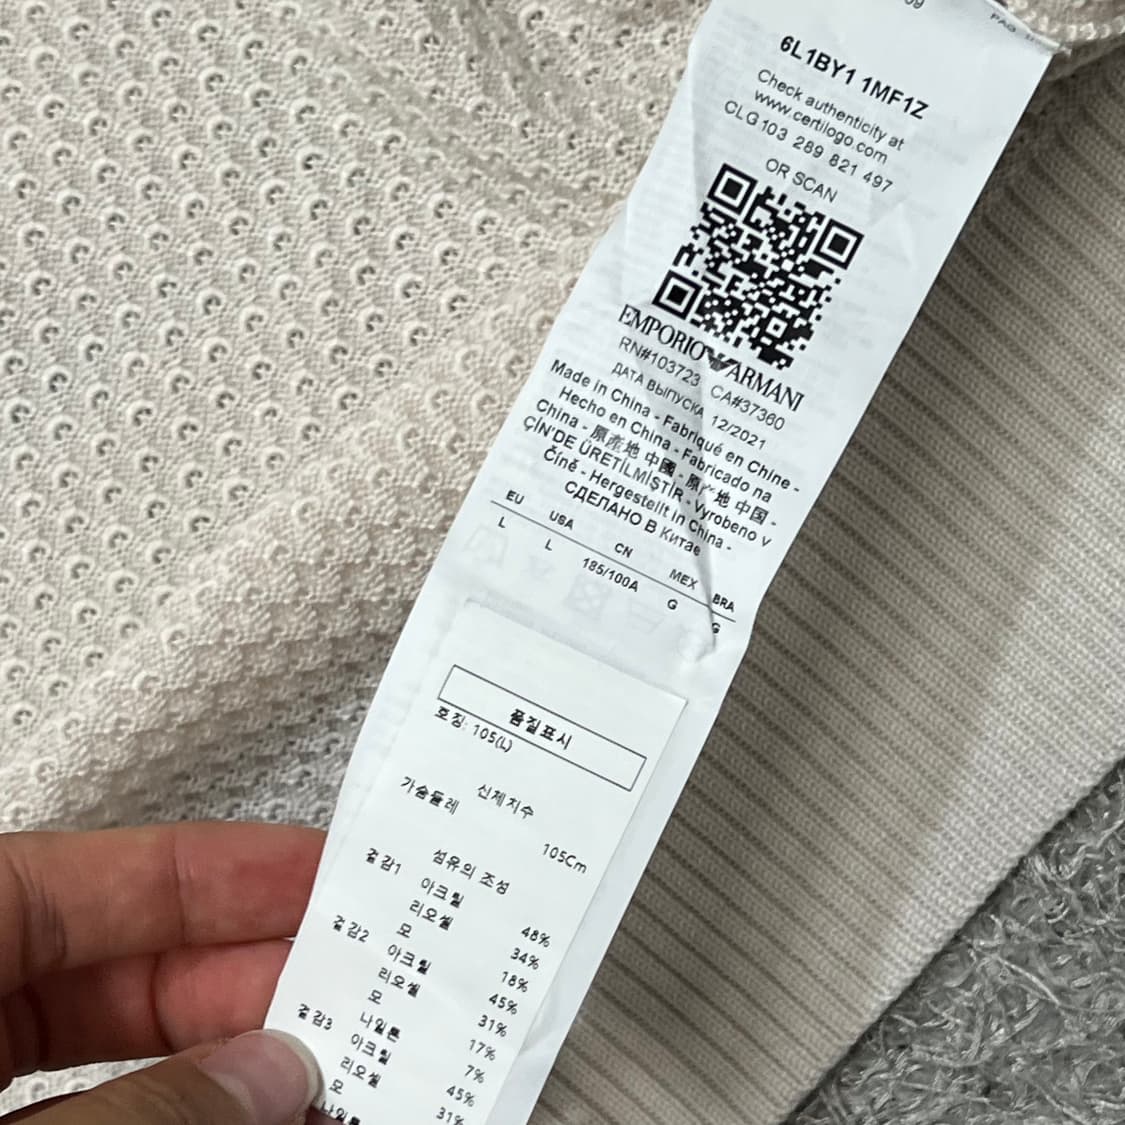 6L1BY1 1MF1Z
Check authenticity at
www.certilogo.com
CLG 103 289 821 497
OR SCAN
EMPORIO ARMANI
RN#103723 CA#37360
ДАТА ВЫПУСКА 12/2021
Made in China - Fabriqué en Chine -
Hecho en China - Fabricado na
China - 原產地 中國 - 原产地 中国 -
ÇİN'DE ÜRETİLMİŞTİR - Vyrobeno v
Číně - Hergestellt in China -
СДЕЛАНО В Китае
EU USA CN MEX BRA
L L 185/100A G G
품질표시
호칭: 105(L)
신체치수
가슴둘레 105Cm
섬유의 조성
겉감1 아크릴 48%
리오셀 34%
모 18%
겉감2 아크릴 45%
리오셀 31%
모 17%
나일론 7%
겉감3 아크릴 45%
리오셀 31%
모
나일론